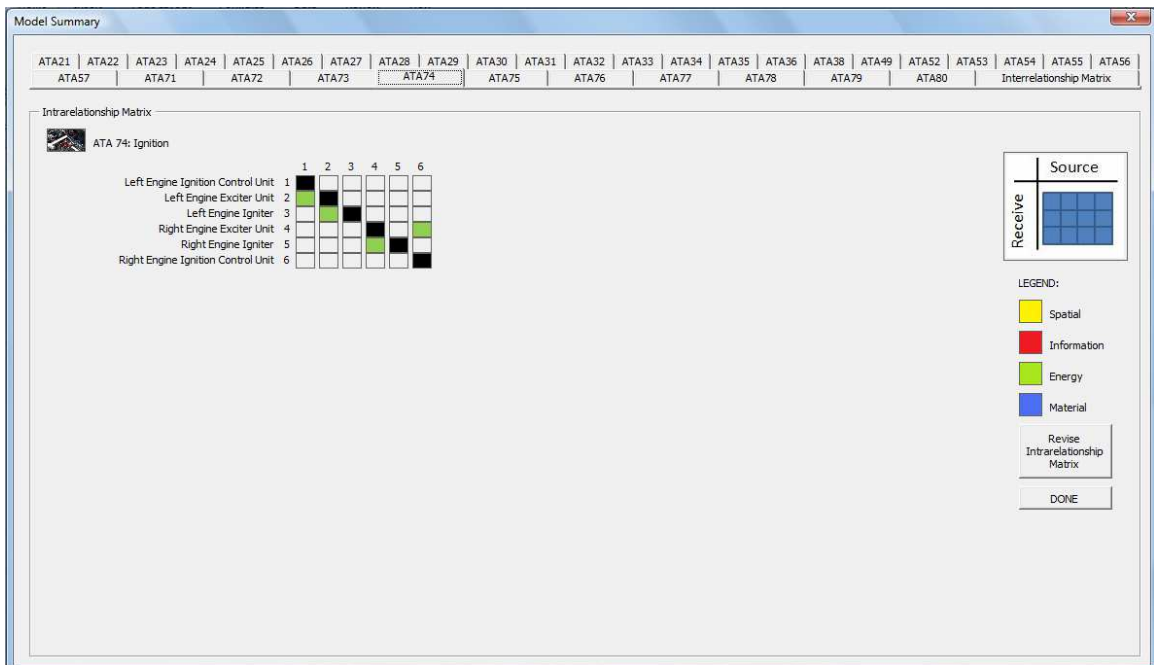 Model Summary
ATA21 ATA22 ATA23 ATA24 ATA25 ATA26 ATA27 ATA28 ATA29 ATA30 ATA31 ATA32 ATA33 ATA34 ATA35 ATA36 ATA38 ATA49 ATA52 ATA53 ATA54 ATA55 ATA56
ATA57 ATA71 ATA72 ATA73 ATA74 ATA75 ATA76 ATA77 ATA78 ATA79 ATA80 Interrelationship Matrix
Intrarelationship Matrix
ATA 74: Ignition
1 2 3 4 5 6
Left Engine Ignition Control Unit 1
Left Engine Exciter Unit 2
Left Engine Igniter 3
Right Engine Exciter Unit 4
Right Engine Igniter 5
Right Engine Ignition Control Unit 6
Source
Receive
LEGEND:
Spatial
Information
Energy
Material
Revise
Intrarelationship
Matrix
DONE